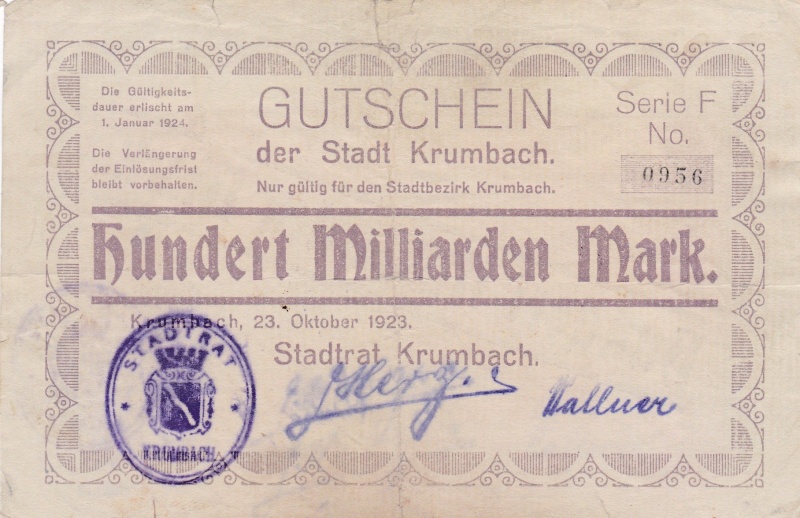 Die Gültigkeits-
dauer erlischt am
1. Januar 1924.
Die Verlängerung
der Einlösungsfrist
bleibt vorbehalten.
GUTSCHEIN
der Stadt Krumbach.
Nur gültig für den Stadtbezirk Krumbach.
Serie F
No.
0956
Hundert Milliarden Mark.
Krumbach, 23. Oktober 1923.
Stadtrat Krumbach.
STADTRAT
KRUMBACH
Herz.
Wallner